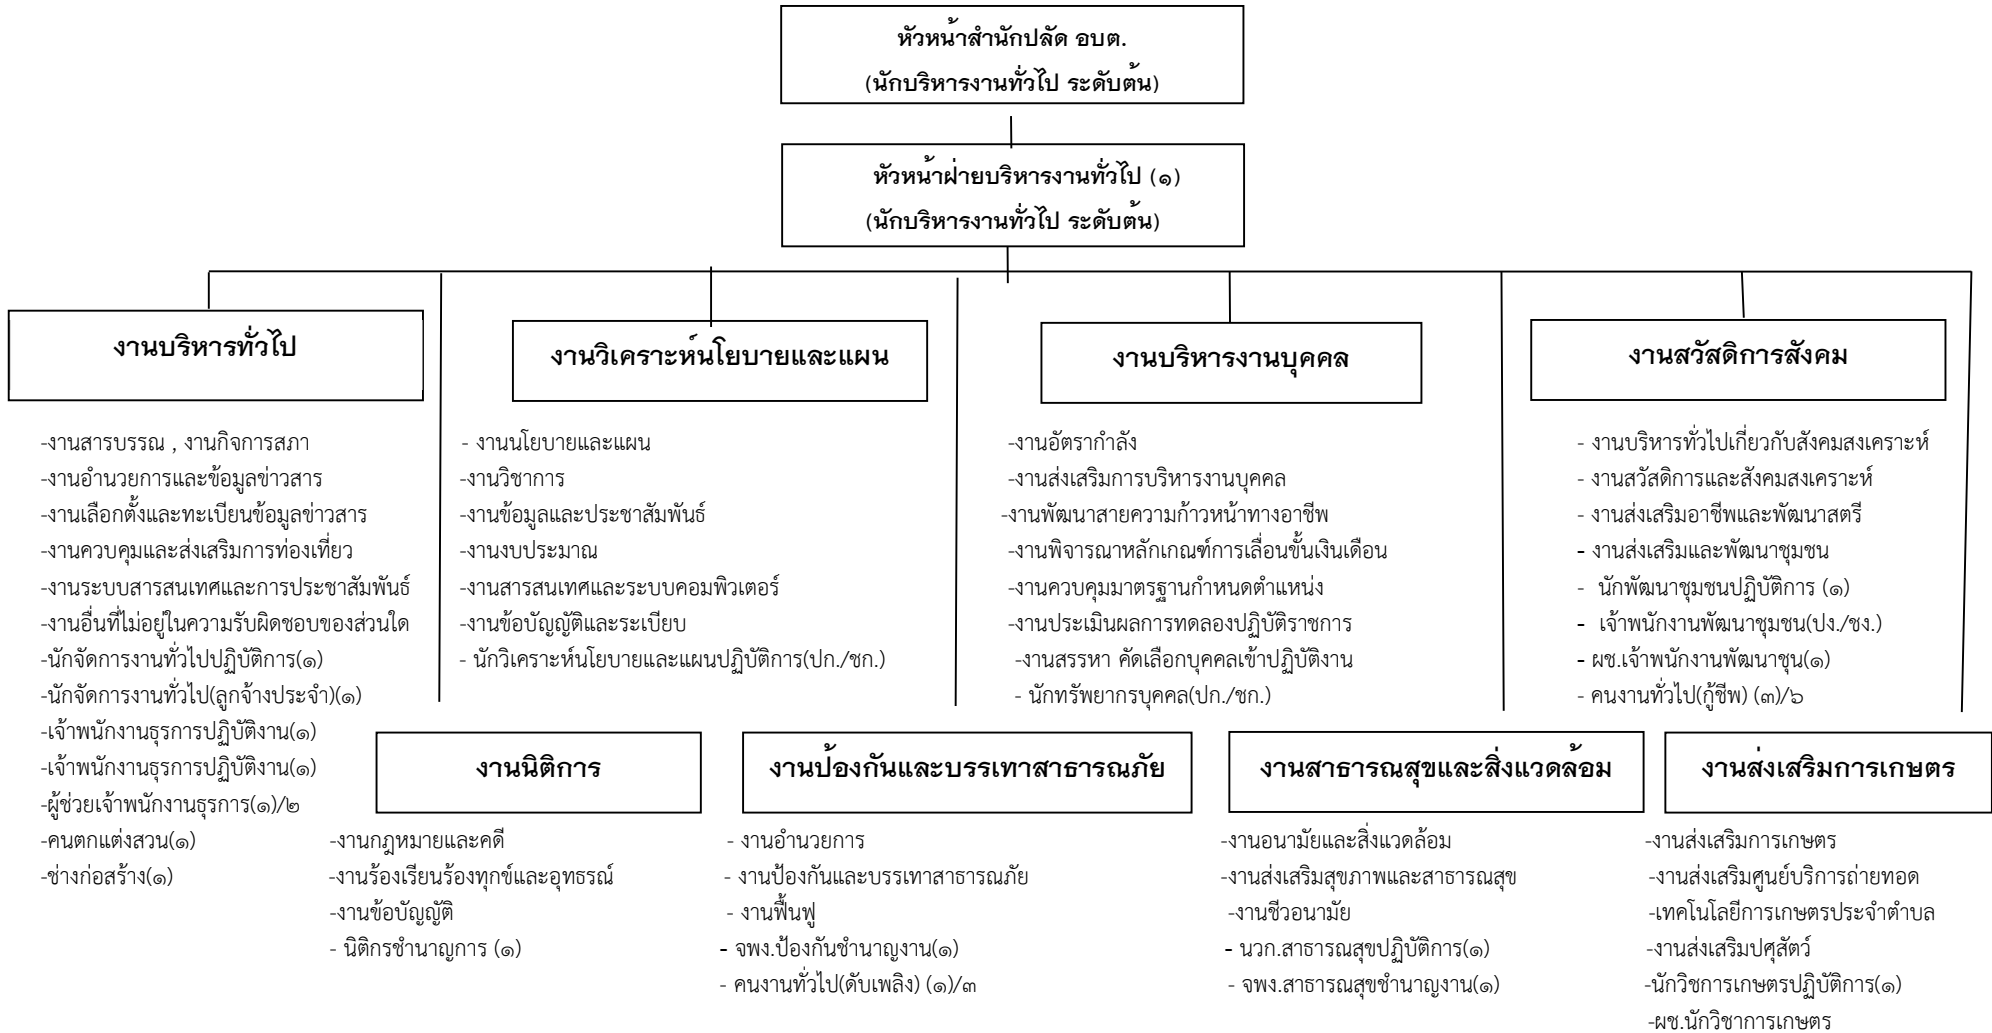 หัวหน้าสำนักปลัด อบต.
(นักบริหารงานทั่วไป ระดับต้น)
หัวหน้าฝ่ายบริหารงานทั่วไป (๑)
(นักบริหารงานทั่วไป ระดับต้น)
งานบริหารทั่วไป
-งานสารบรรณ , งานกิจการสภา
-งานอำนวยการและข้อมูลข่าวสาร
-งานเลือกตั้งและทะเบียนข้อมูลข่าวสาร
-งานควบคุมและส่งเสริมการท่องเที่ยว
-งานระบบสารสนเทศและการประชาสัมพันธ์
-งานอื่นที่ไม่อยู่ในความรับผิดชอบของส่วนใด
-นักจัดการงานทั่วไปปฏิบัติการ(๑)
-นักจัดการงานทั่วไป(ลูกจ้างประจำ)(๑)
-เจ้าพนักงานธุรการปฏิบัติงาน(๑)
-เจ้าพนักงานธุรการปฏิบัติงาน(๑)
-ผู้ช่วยเจ้าพนักงานธุรการ(๑)/๒
-คนตกแต่งสวน(๑)
-ช่างก่อสร้าง(๑)
งานวิเคราะห์นโยบายและแผน
- งานนโยบายและแผน
-งานวิชาการ
-งานข้อมูลและประชาสัมพันธ์
-งานงบประมาณ
-งานสารสนเทศและระบบคอมพิวเตอร์
-งานข้อบัญญัติและระเบียบ
- นักวิเคราะห์นโยบายและแผนปฏิบัติการ(ปก./ชก.)
งานบริหารงานบุคคล
-งานอัตรากำลัง
-งานส่งเสริมการบริหารงานบุคคล
-งานพัฒนาสายความก้าวหน้าทางอาชีพ
-งานพิจารณาหลักเกณฑ์การเลื่อนขั้นเงินเดือน
-งานควบคุมมาตรฐานกำหนดตำแหน่ง
-งานประเมินผลการทดลองปฏิบัติราชการ
-งานสรรหา คัดเลือกบุคคลเข้าปฏิบัติงาน
- นักทรัพยากรบุคคล(ปก./ชก.)
งานสวัสดิการสังคม
- งานบริหารทั่วไปเกี่ยวกับสังคมสงเคราะห์
- งานสวัสดิการและสังคมสงเคราะห์
- งานส่งเสริมอาชีพและพัฒนาสตรี
- งานส่งเสริมและพัฒนาชุมชน
- นักพัฒนาชุมชนปฏิบัติการ (๑)
- เจ้าพนักงานพัฒนาชุมชน(ปง./ชง.)
- ผช.เจ้าพนักงานพัฒนาชุน(๑)
- คนงานทั่วไป(กู้ชีพ) (๓)/๖
งานนิติการ
-งานกฎหมายและคดี
-งานร้องเรียนร้องทุกข์และอุทธรณ์
-งานข้อบัญญัติ
- นิติกรชำนาญการ (๑)
งานป้องกันและบรรเทาสาธารณภัย
- งานอำนวยการ
- งานป้องกันและบรรเทาสาธารณภัย
- งานฟื้นฟู
- จพง.ป้องกันชำนาญงาน(๑)
- คนงานทั่วไป(ดับเพลิง) (๑)/๓
งานสาธารณสุขและสิ่งแวดล้อม
-งานอนามัยและสิ่งแวดล้อม
-งานส่งเสริมสุขภาพและสาธารณสุข
-งานชีวอนามัย
- นวก.สาธารณสุขปฏิบัติการ(๑)
- จพง.สาธารณสุขชำนาญงาน(๑)
งานส่งเสริมการเกษตร
-งานส่งเสริมการเกษตร
-งานส่งเสริมศูนย์บริการถ่ายทอด
-เทคโนโลยีการเกษตรประจำตำบล
-งานส่งเสริมปศุสัตว์
-นักวิชการเกษตรปฏิบัติการ(๑)
-ผช.นักวิชาการเกษตร